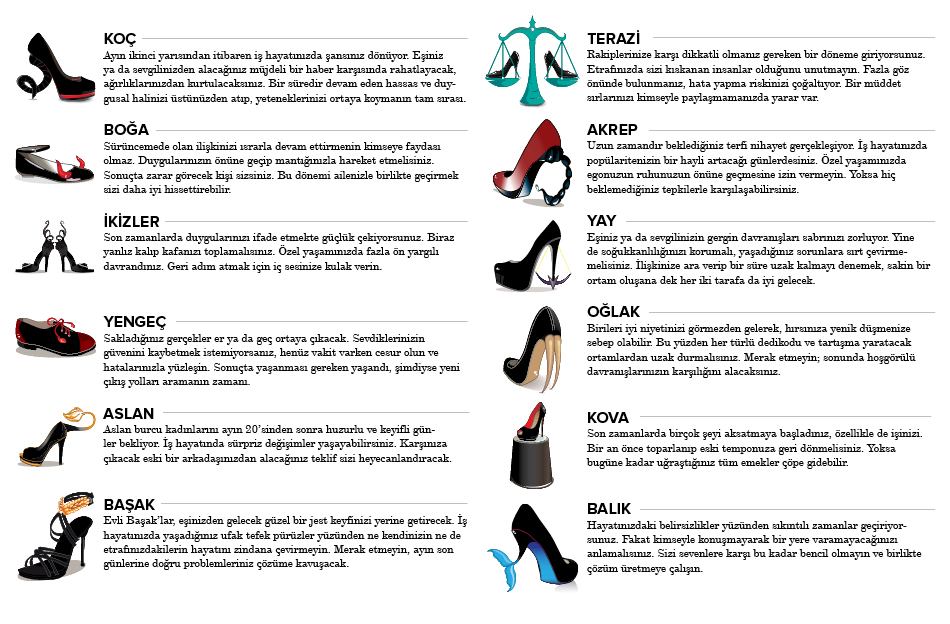 KOÇ
Ayın ikinci yarısından itibaren iş hayatınızda şansınız dönüyor. Eşiniz
ya da sevgilinizden alacağınız müjdeli bir haber karşısında rahatlayacak,
ağırlıklarınızdan kurtulacaksınız. Bir süredir devam eden hassas ve duy-
gusal halinizi üstünüzden atıp, yeteneklerinizi ortaya koymanın tam sırası.
BOĞA
Sürüncemede olan ilişkinizi ısrarla devam ettirmenin kimseye faydası
olmaz. Duygularınızın önüne geçip mantığınızla hareket etmelisiniz.
Sonuçta zarar görecek kişi sizsiniz. Bu dönemi ailenizle birlikte geçirmek
sizi daha iyi hissettirebilir.
İKİZLER
Son zamanlarda duygularınızı ifade etmekte güçlük çekiyorsunuz. Biraz
yanlız kalıp kafanızı toplamalısınız. Özel yaşamınızda fazla ön yargılı
davrandınız. Geri adım atmak için iç sesinize kulak verin.
YENGEÇ
Sakladığınız gerçekler er ya da geç ortaya çıkacak. Sevdiklerinizin
güvenini kaybetmek istemiyorsanız, henüz vakit varken cesur olun ve
hatalarınızla yüzleşin. Sonuçta yaşanması gereken yaşandı, şimdiyse yeni
çıkış yolları aramanın zamanı.
ASLAN
Aslan burcu kadınlarını ayın 20'sinden sonra huzurlu ve keyifli gün-
ler bekliyor. İş hayatında sürpriz değişimler yaşayabilirsiniz. Karşınıza
çıkacak eski bir arkadaşınızdan alacağınız teklif sizi heyecanlandıracak.
BAŞAK
Evli Başak'lar, eşinizden gelecek güzel bir jest keyfinizi yerine getirecek. İş
hayatınızda yaşadığınız ufak tefek pürüzler yüzünden ne kendinizin ne de
etrafınızdakilerin hayatını zindana çevirmeyin. Merak etmeyin, ayın son
günlerine doğru problemleriniz çözüme kavuşacak.
TERAZİ
Rakiplerinize karşı dikkatli olmanız gereken bir döneme giriyorsunuz.
Etrafınızda sizi kıskanan insanlar olduğunu unutmayın. Fazla göz
önünde bulunmanız, hata yapma riskinizi çoğaltıyor. Bir müddet
sırlarınızı kimseyle paylaşmamanızda yarar var.
AKREP
Uzun zamandır beklediğiniz terfi nihayet gerçekleşiyor. İş hayatınızda
popülaritenizin bir hayli artacağı günlerdesiniz. Özel yaşamınızda
egonuzun ruhunuzun önüne geçmesine izin vermeyin. Yoksa hiç
beklemediğiniz tepkilerle karşılaşabilirsiniz.
YAY
Eşiniz ya da sevgilinizin gergin davranışları sabrınızı zorluyor. Yine
de soğukkanlılığınızı korumalı, yaşadığınız sorunlara sırt çevirme-
melisiniz. İlişkinize ara verip bir süre uzak kalmayı denemek, sakin bir
ortam oluşana dek her iki tarafa da iyi gelecek.
OĞLAK
Birileri iyi niyetinizi görmezden gelerek, hırsınıza yenik düşmenize
sebep olabilir. Bu yüzden her türlü dedikodu ve tartışma yaratacak
ortamlardan uzak durmalısınız. Merak etmeyin; sonunda hoşgörülü
davranışlarınızın karşılığını alacaksınız.
KOVA
Son zamanlarda birçok şeyi aksatmaya başladınız, özellikle de işinizi.
Bir an önce toparlanıp eski temponuza geri dönmelisiniz. Yoksa
bugüne kadar uğraştığınız tüm emekler çöpe gidebilir.
BALIK
Hayatınızdaki belirsizlikler yüzünden sıkıntılı zamanlar geçiriyor-
sunuz. Fakat kimseyle konuşmayarak bir yere varamayacağınızı
anlamalısınız. Sizi sevenlere karşı bu kadar bencil olmayın ve birlikte
çözüm üretmeye çalışın.